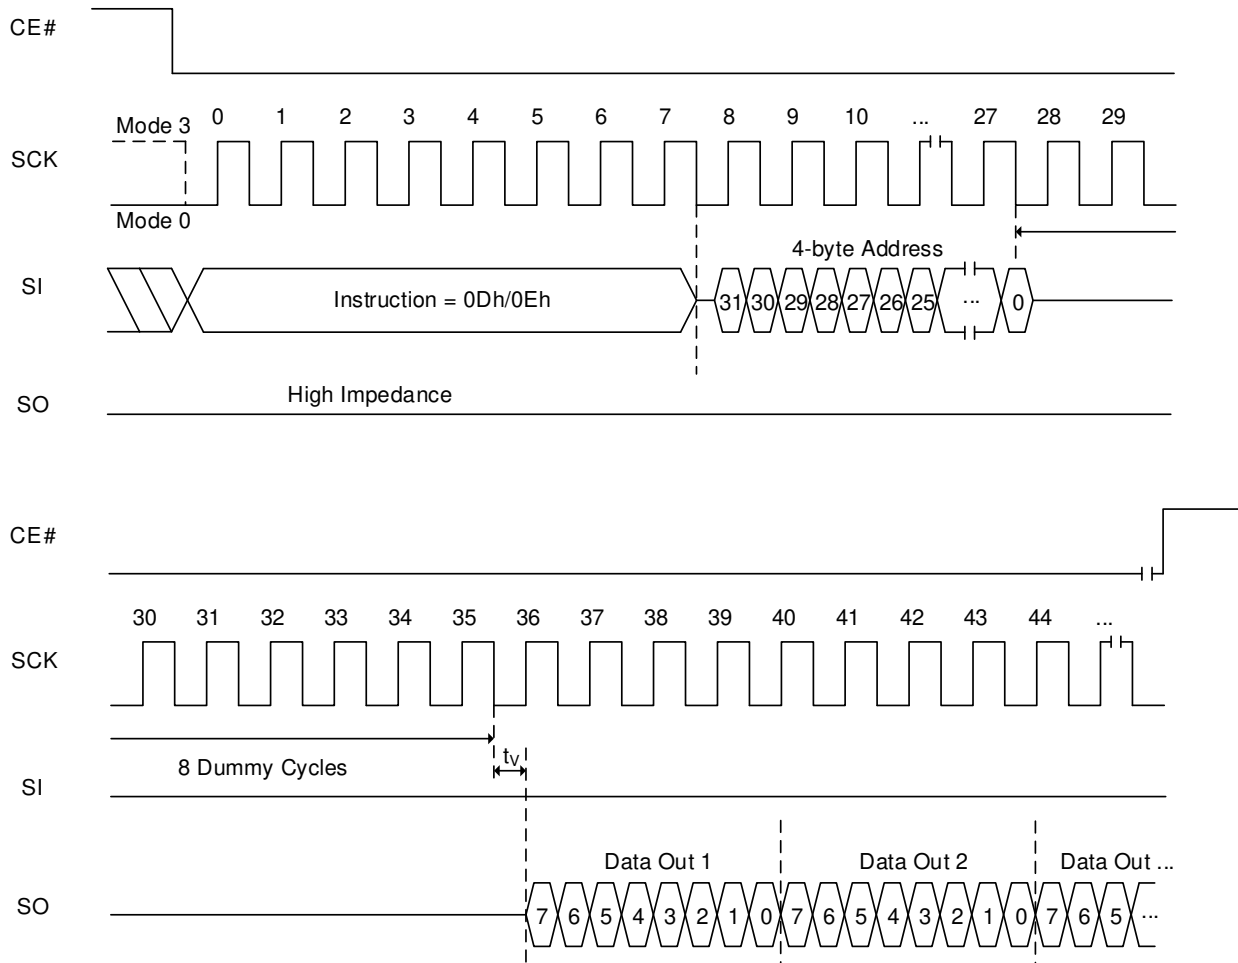 CE#
0 1 2 3 4 5 6 7 8 9 10 ... 27 28 29
Mode 3
SCK
Mode 0
4-byte Address
SI
Instruction = 0Dh/0Eh
31 30 29 28 27 26 25 ... 0
High Impedance
SO
CE#
30 31 32 33 34 35 36 37 38 39 40 41 42 43 44 ...
SCK
tV
8 Dummy Cycles
SI
Data Out 1 Data Out 2 Data Out ...
SO
7 6 5 4 3 2 1 0 7 6 5 4 3 2 1 0 7 6 5 ...